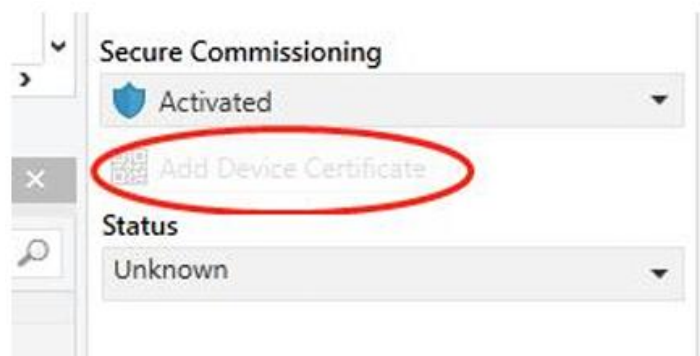 Secure Commissioning
Activated
Add Device Certificate
Status
Unknown